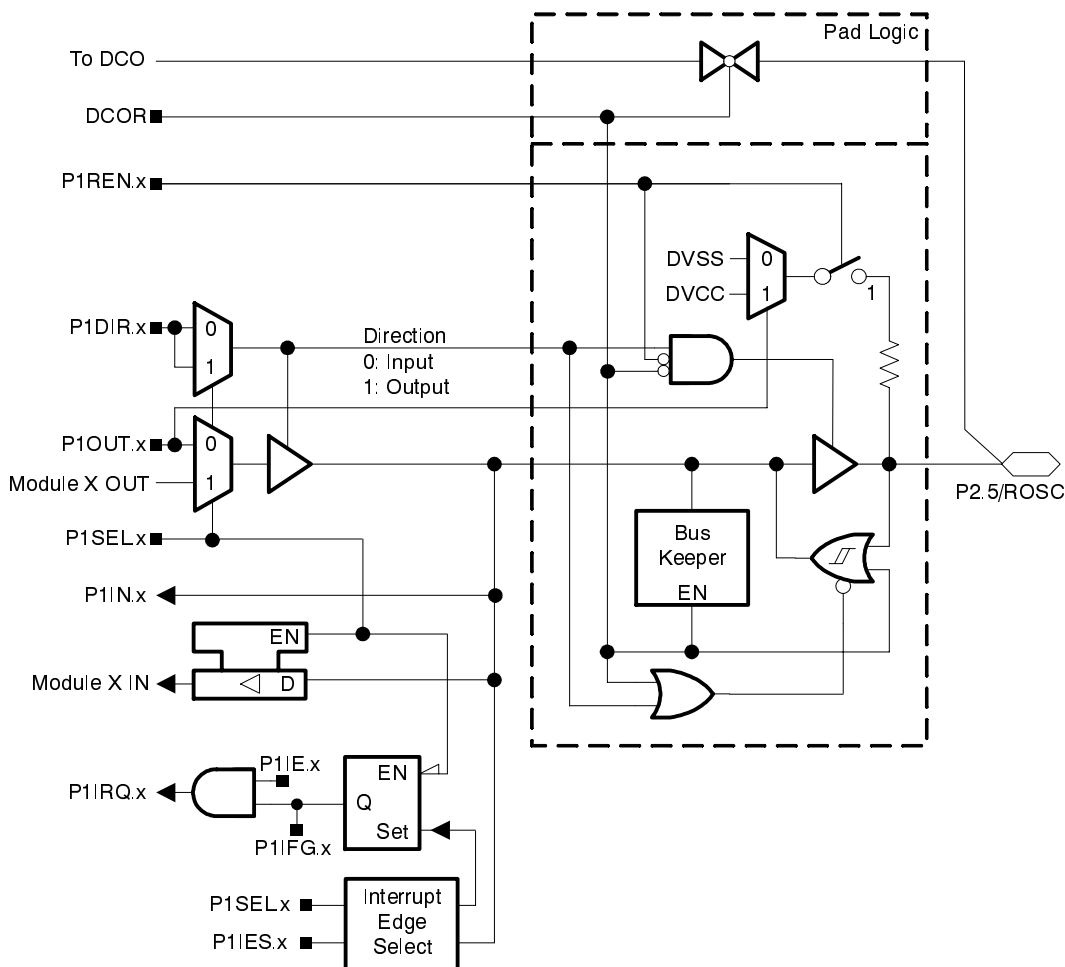 Pad Logic
To DCO
DCOR
P1REN.x
DVSS
0
DVCC
1
1
P1DIR.x
0
1
Direction
0: Input
1: Output
P1OUT.x
0
Module X OUT
1
P2.5/ROSC
P1SEL.x
Bus
Keeper
EN
P1IN.x
EN
Module X IN
D
P1IE.x
P1IRQ.x
EN
Q
Set
P1IFG.x
P1SEL.x
P1IES.x
Interrupt
Edge
Select